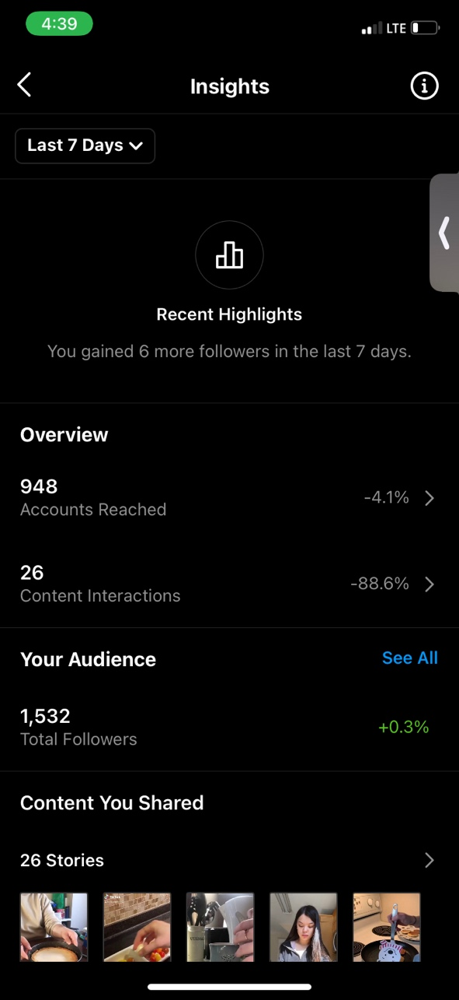 4:39
LTE
Insights
Last 7 Days
Recent Highlights
You gained 6 more followers in the last 7 days.
Overview
948
-4.1%
Accounts Reached
26
-88.6%
Content Interactions
Your Audience
See All
1,532
+0.3%
Total Followers
Content You Shared
26 Stories
TikTok